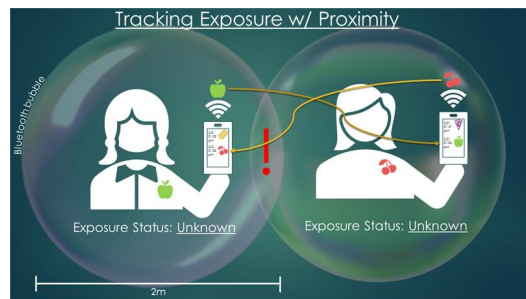 Tracking Exposure w/ Proximity
Bluetooth bubble
!
Exposure Status: Unknown
Exposure Status: Unknown
2m